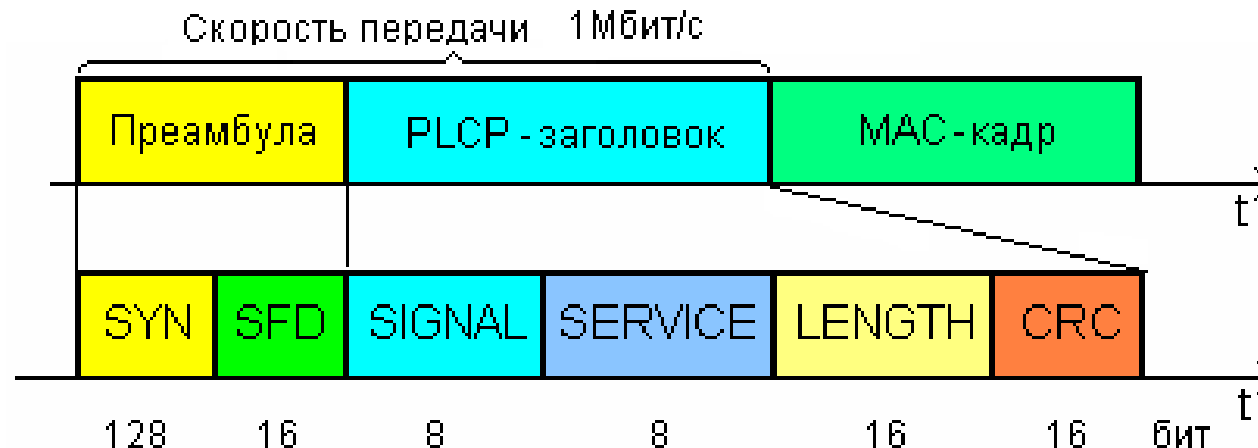 Скорость передачи 1Мбит/с
Преамбула PLCP - заголовок MAC-кадр
t
SYN SFD SIGNAL SERVICE LENGTH CRC
t
128 16 8 8 16 16 бит